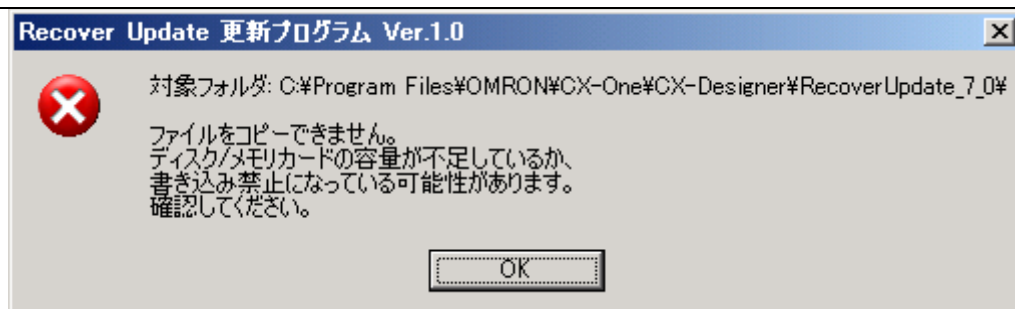 Recover Update 更新プログラム Ver.1.0
対象フォルダ: C:¥Program Files¥OMRON¥CX-One¥CX-Designer¥RecoverUpdate_7_0¥
ファイルをコピーできません。
ディスク/メモリカードの容量が不足しているか、
書き込み禁止になっている可能性があります。
確認してください。
OK